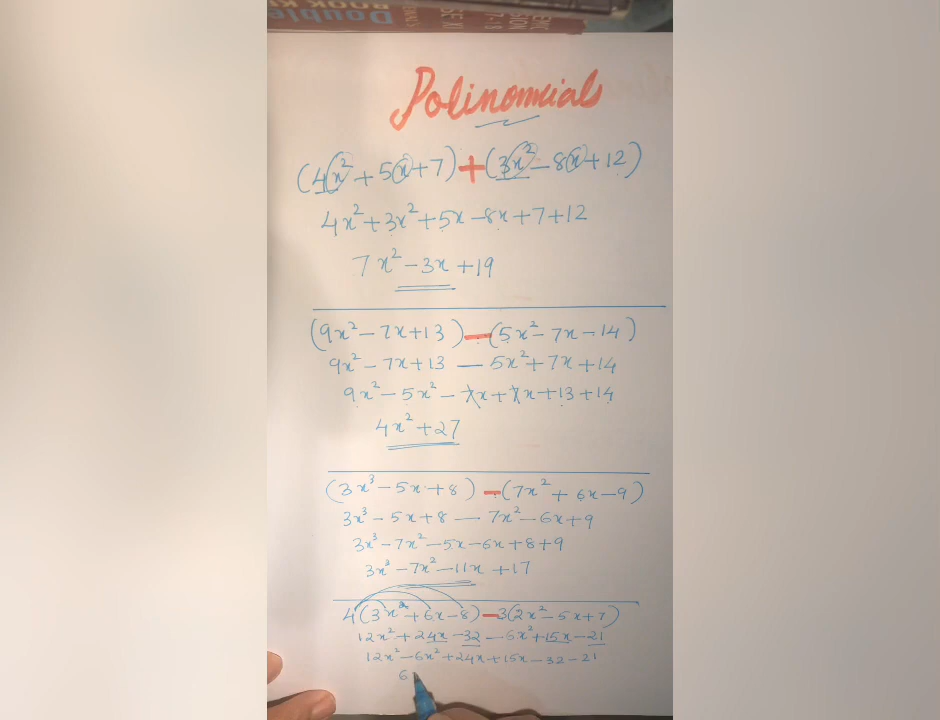 Double
BOOK K
Polinomial
(4x² + 5x + 7) + (3x² - 8x + 12)
4x² + 3x² + 5x - 8x + 7 + 12
7x² - 3x + 19
(9x² - 7x + 13) - (5x² - 7x - 14)
9x² - 7x + 13 - 5x² + 7x + 14
9x² - 5x² - 7x + 7x + 13 + 14
4x² + 27
(3x³ - 5x + 8) - (7x² + 6x - 9)
3x³ - 5x + 8 - 7x² - 6x + 9
3x³ - 7x² - 5x - 6x + 8 + 9
3x³ - 7x² - 11x + 17
4(3x² + 6x - 8) - 3(2x² - 5x + 7)
12x² + 24x - 32 - 6x² + 15x - 21
12x² - 6x² + 24x + 15x - 32 - 21
6